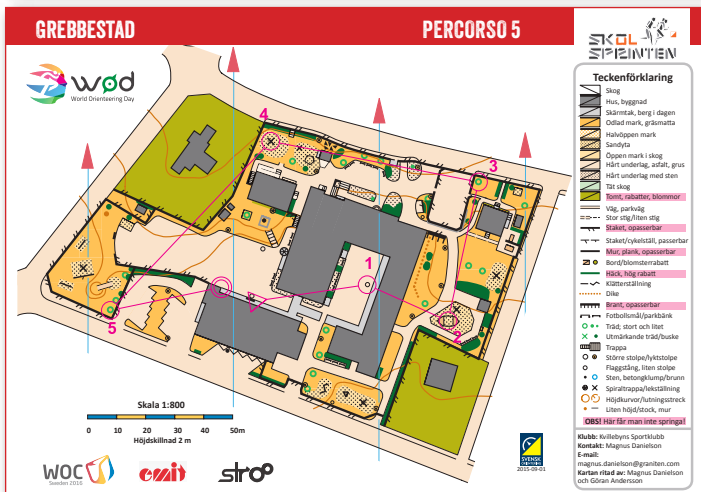 GREBBESTAD
PERCORSO 5
SKOL
SPRINTEN
wod
World Orienteering Day
4
3
1
2
5
Teckenförklaring
Skog
Hus, byggnad
Skärmtak, berg i dagen
Odlad mark, gräsmatta
Halvöppen mark
Sandyta
Öppen mark i skog
Hårt underlag, asfalt, grus
Hårt underlag med sten
Tät skog
Tomt, rabatter, blommor
Väg, parkväg
Stor stig/liten stig
Staket, opasserbar
Staket/cykelställ, passerbar
Mur, plank, opasserbar
Bord/blomsterrabatt
Häck, hög rabatt
Klätterställning
Dike
Brant, opasserbar
Fotbollsmål/parkbänk
Träd; stort och litet
Utmärkande träd/buske
Trappa
Större stolpe/lyktstolpe
Flaggstång, liten stolpe
Sten, betongklump/brunn
Spiraltrappa/lekställning
Höjdkurvor/lutningsstreck
Liten höjd/stock, mur
OBS! Här får man inte springa!
Klubb: Kvillebyns Sportklubb
Kontakt: Magnus Danielson
E-mail:
magnus.danielson@graniten.com
Kartan ritad av: Magnus Danielson
och Göran Andersson
Skala 1:800
0 10 20 30 40 50m
Höjdskillnad 2 m
WOC
Sweden 2016
emit
stroo
SVENSK
2015-09-01